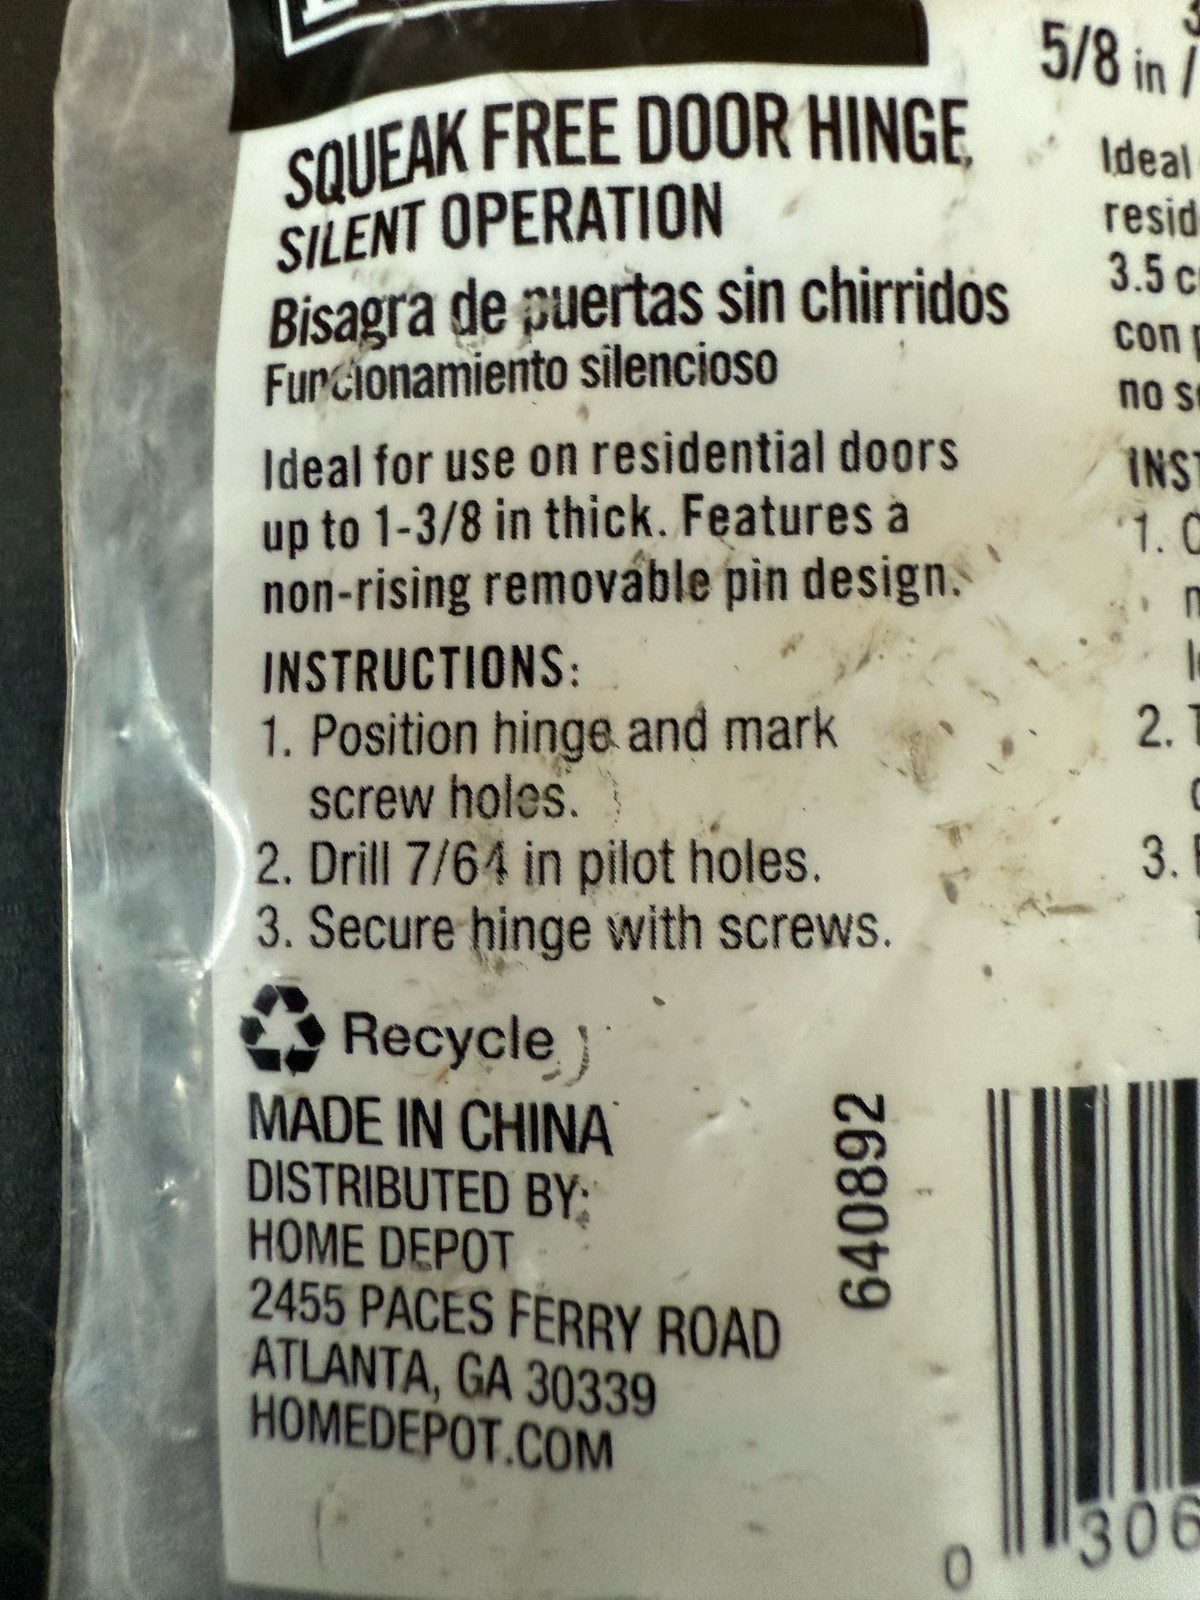 5/8 in /
SQUEAK FREE DOOR HINGE,
SILENT OPERATION
Bisagra de puertas sin chirridos
Funcionamiento silencioso
Ideal for use on residential doors
up to 1-3/8 in thick. Features a
non-rising removable pin design.
INSTRUCTIONS:
1. Position hinge and mark
screw holes.
2. Drill 7/64 in pilot holes.
3. Secure hinge with screws.
Recycle
MADE IN CHINA
DISTRIBUTED BY:
HOME DEPOT
2455 PACES FERRY ROAD
ATLANTA, GA 30339
HOMEDEPOT.COM
640892
Ideal
resid
3.5 c
con
no s
INST
1.
2.
3.
0 306